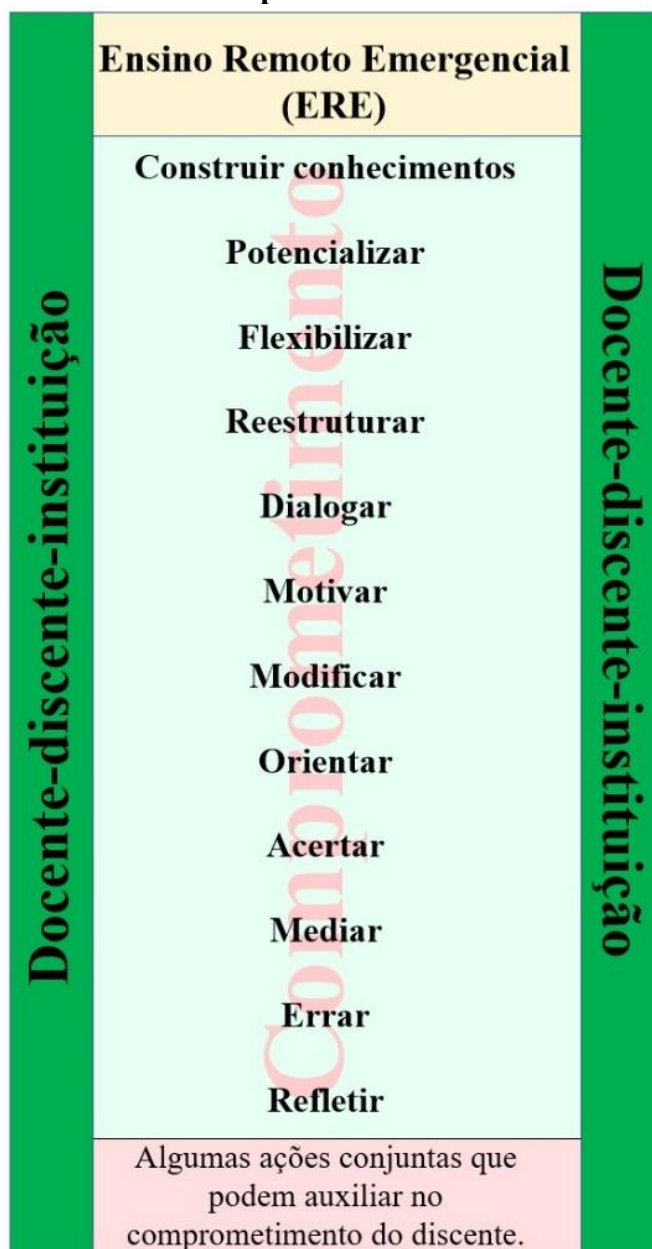 Ensino Remoto Emergencial
(ERE)
Docente-discente-instituição
Construir conhecimentos
Potencializar
Flexibilizar
Reestruturar
Dialogar
Motivar
Modificar
Orientar
Acertar
Mediar
Errar
Refletir
Comprometimento
Docente-discente-instituição
Algumas ações conjuntas que
podem auxiliar no
comprometimento do discente.